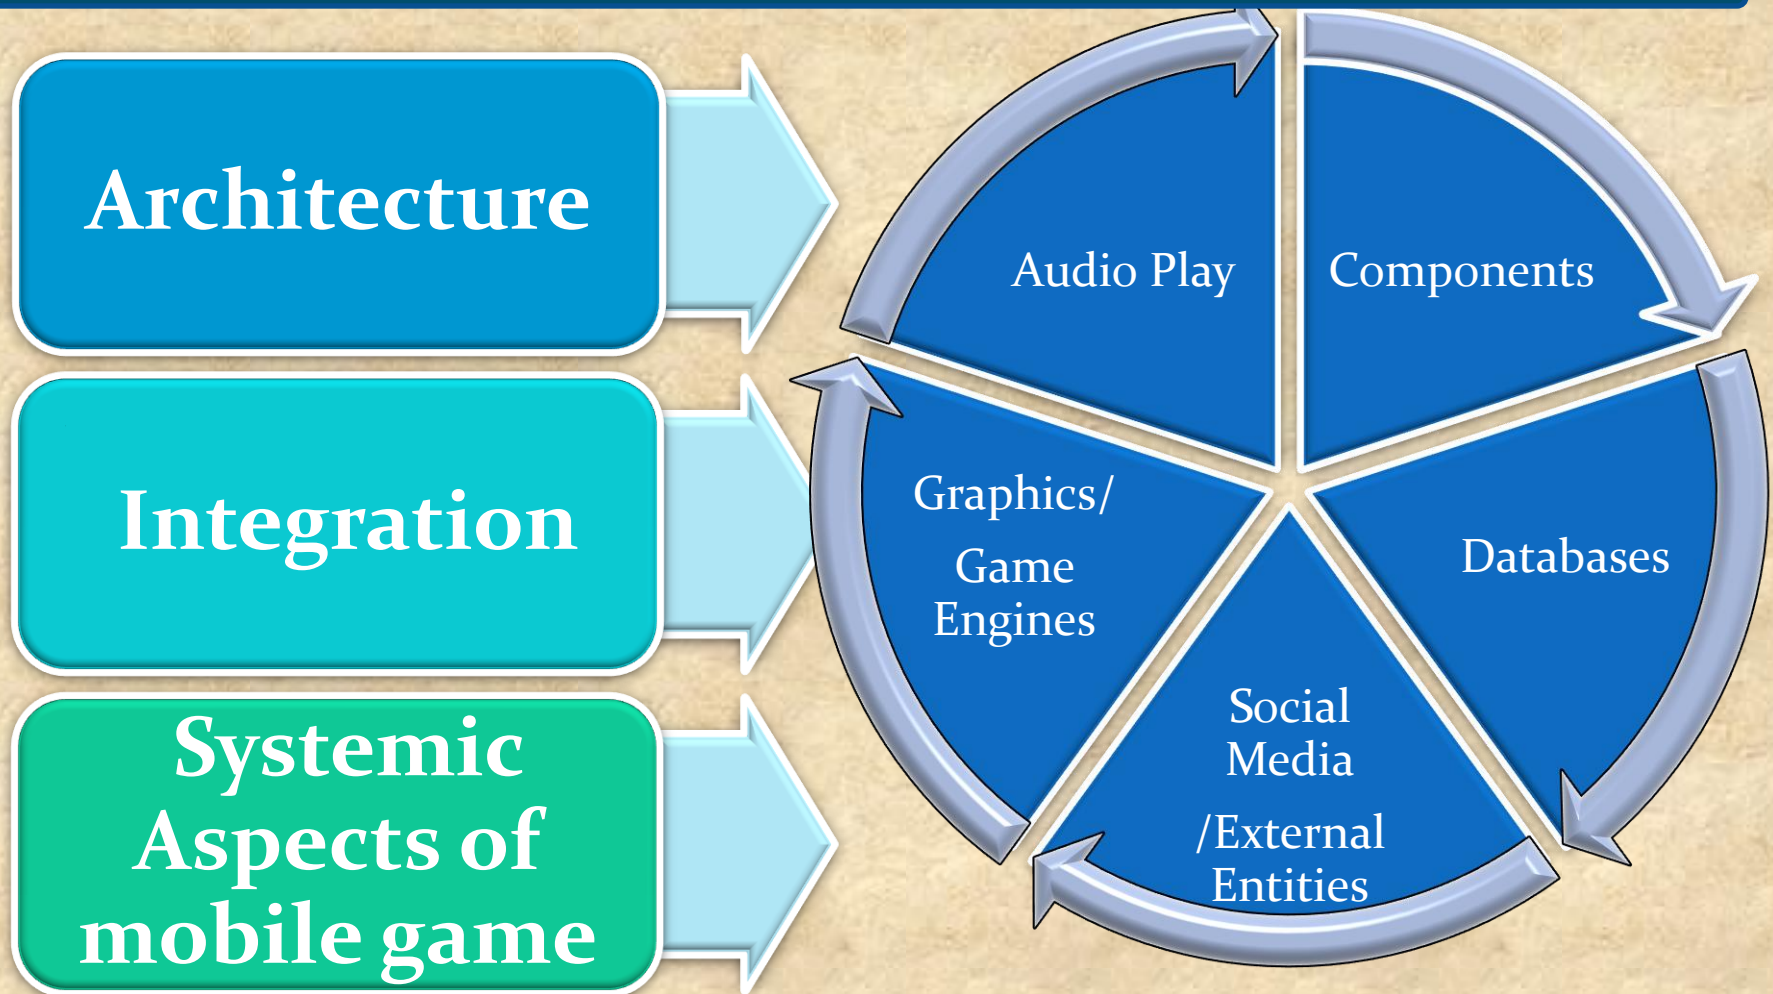 Architecture
Integration
Systemic
Aspects of
mobile game
Audio Play
Components
Graphics/
Game
Engines
Databases
Social
Media
/External
Entities